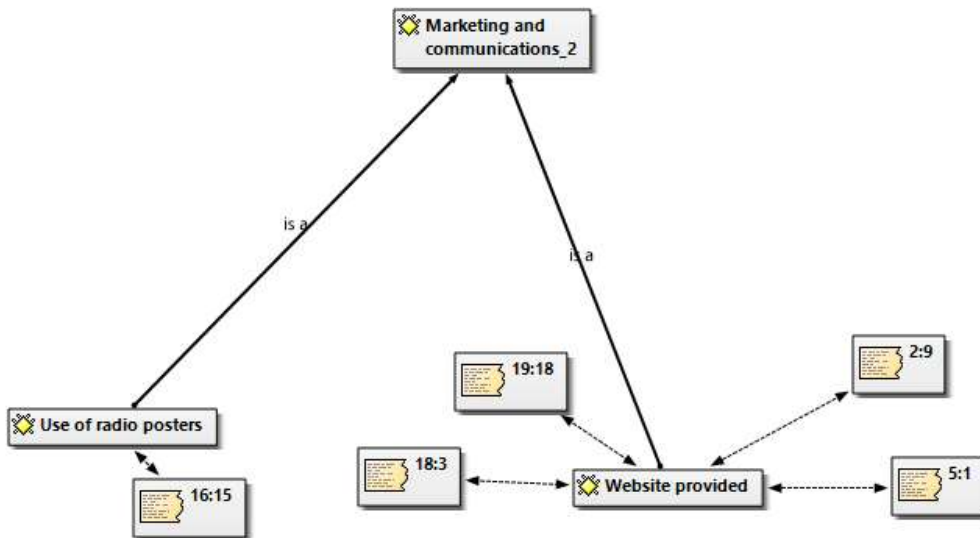 Marketing and
communications_2
is a
is a
2:9
19:18
Use of radio posters
18:3
5:1
Website provided
16:15